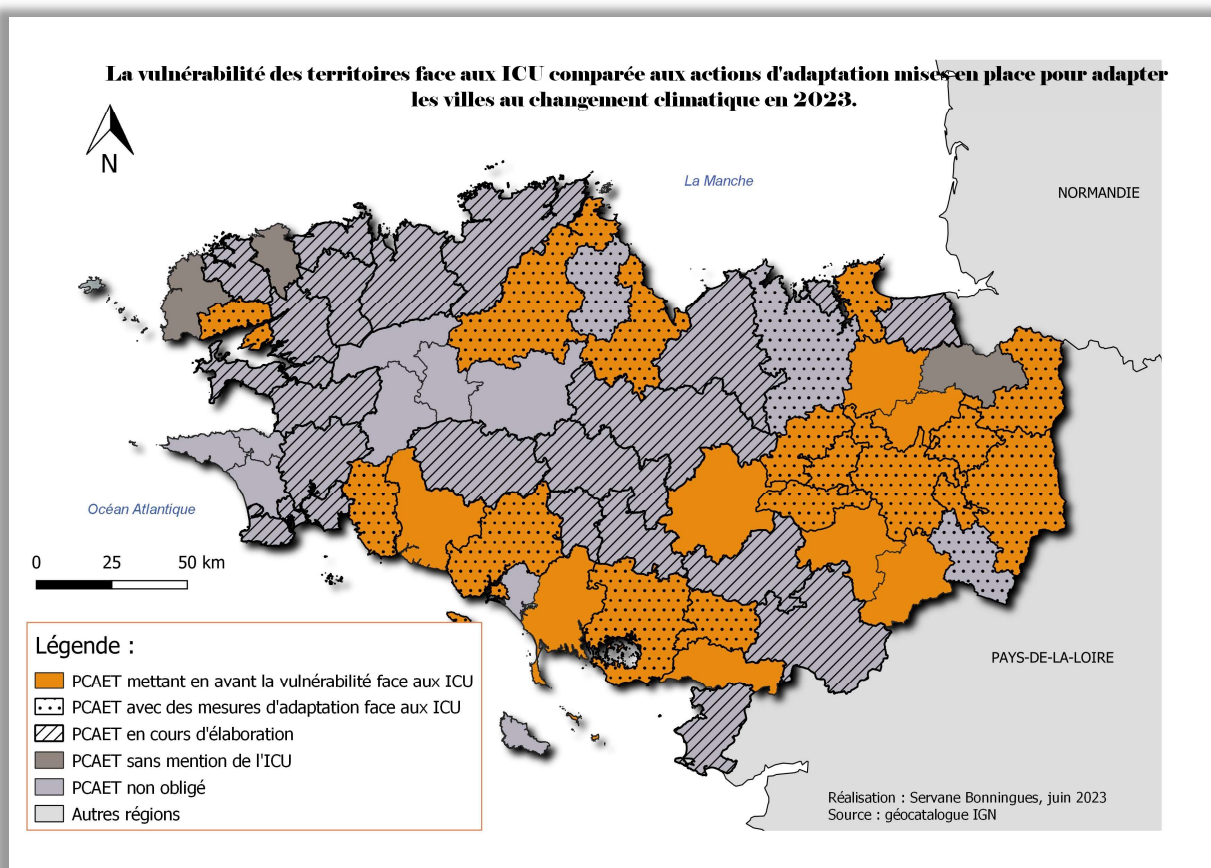 La vulnérabilité des territoires face aux ICU comparée aux actions d'adaptation mises en place pour adapter
les villes au changement climatique en 2023.
N
La Manche
NORMANDIE
Océan Atlantique
0 25 50 km
Légende :
PCAET mettant en avant la vulnérabilité face aux ICU
PCAET avec des mesures d'adaptation face aux ICU
PCAET en cours d'élaboration
PCAET sans mention de l'ICU
PCAET non obligé
Autres régions
PAYS-DE-LA-LOIRE
Réalisation : Servane Bonningues, juin 2023
Source : géocatalogue IGN